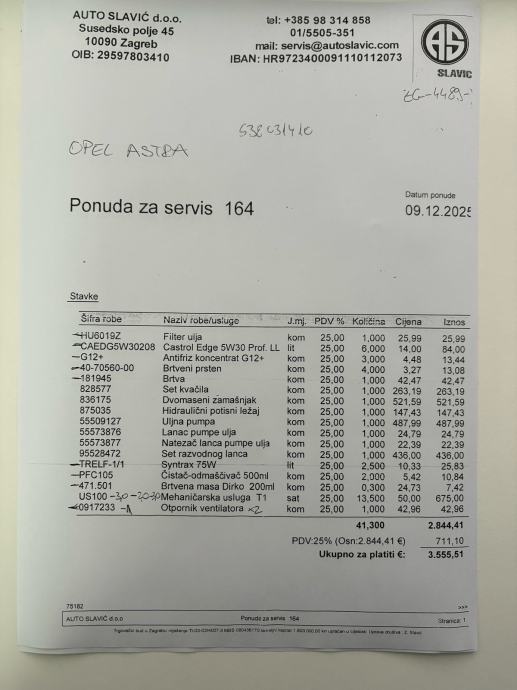 AUTO SLAVIĆ d.o.o.
Susedsko polje 45
10090 Zagreb
OIB: 29597803410
tel: +385 98 314 858
01/5505-351
mail: servis@autoslavic.com
IBAN: HR9723400091110112073
AS
SLAVIC
ZG-4489-
538031410
OPEL ASTRA
Ponuda za servis 164
Datum ponude
09.12.2025
Stavke
Šifra robe Naziv robe/usluge J.mj. PDV % Količina Cijena Iznos
HU6019Z Filter ulja kom 25,00 1,000 25,99 25,99
CAEDG5W30208 Castrol Edge 5W30 Prof. LL lit 25,00 6,000 14,00 84,00
G12+ Antifriz koncentrat G12+ kom 25,00 3,000 4,48 13,44
40-70560-00 Brtveni prsten kom 25,00 4,000 3,27 13,08
181945 Brtva kom 25,00 1,000 42,47 42,47
828577 Set kvačila kom 25,00 1,000 263,19 263,19
836175 Dvomaseni zamašnjak kom 25,00 1,000 521,59 521,59
875035 Hidraulični potisni ležaj kom 25,00 1,000 147,43 147,43
55509127 Uljna pumpa kom 25,00 1,000 487,99 487,99
55573876 Lanac pumpe ulja kom 25,00 1,000 24,79 24,79
55573877 Natezač lanca pumpe ulja kom 25,00 1,000 22,39 22,39
95528472 Set razvodnog lanca kom 25,00 1,000 436,00 436,00
TRELF-1/1 Syntrax 75W lit 25,00 2,500 10,33 25,83
PFC105 Čistač-odmašćivač 500ml kom 25,00 2,000 5,42 10,84
471.501 Brtvena masa Dirko 200ml kom 25,00 0,300 24,73 7,42
US100 Mehaničarska usluga T1 sat 25,00 13,500 50,00 675,00
0917233 Otpornik ventilatora x2 kom 25,00 1,000 42,96 42,96
41,300 2.844,41
PDV:25% (Osn:2.844,41 €) 711,10
Ukupno za platiti €: 3.555,51
75182 >>>
AUTO SLAVIĆ d.o.o Ponuda za servis 164 Stranica: 1